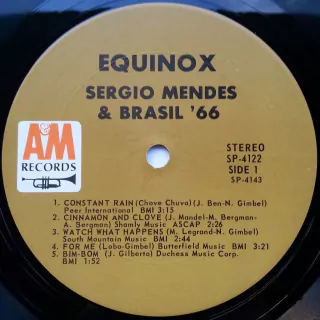 EQUINOX
SERGIO MENDES
& BRASIL '66
A&M
RECORDS
STEREO
SP-4122
SIDE 1
SP-4143
1. CONSTANT RAIN (Chove Chuva) (J. Ben-N. Gimbel)
Peer International BMI 3:15
2. CINNAMON AND CLOVE (J. Mandel-M. Bergman-
A. Bergman) Shamly Music ASCAP 2:26
3. WATCH WHAT HAPPENS (M. Legrand-N. Gimbel)
South Mountain Music BMI 2:44
4. FOR ME (Lobo-Gimbel) Butterfield Music BMI 3:21
5. BIM-BOM (J. Gilberto) Duchess Music Corp.
BMI 1:52